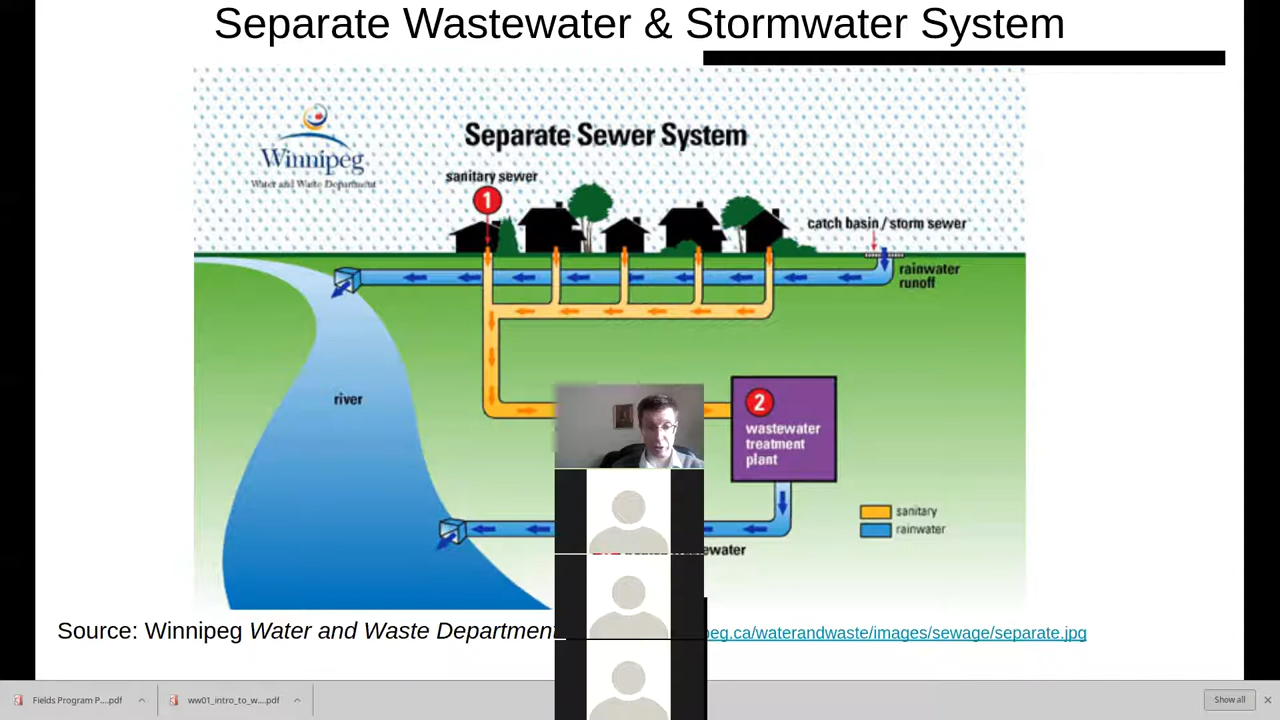 Separate Wastewater & Stormwater System
Winnipeg
Water and Waste Department
Separate Sewer System
sanitary sewer
1
catch basin / storm sewer
rainwater
runoff
river
2
wastewater
treatment
plant
sanitary
rainwater
Source: Winnipeg Water and Waste Department
peg.ca/waterandwaste/images/sewage/separate.jpg
Fields Program P....pdf
ww01_intro_to_w....pdf
Show all